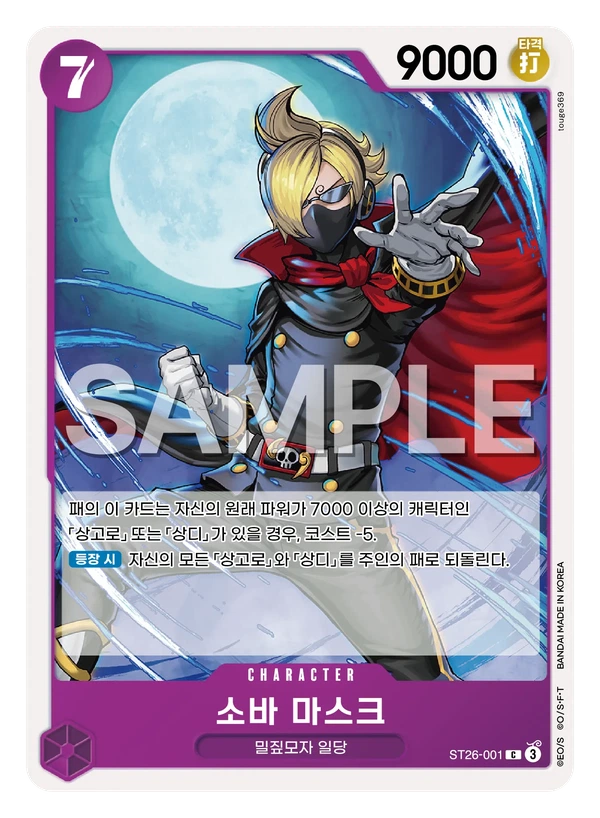 7
9000
타격
打
touge369
SAMPLE
패의 이 카드는 자신의 원래 파워가 7000 이상의 캐릭터인
「상고로」 또는 「상디」가 있을 경우, 코스트 -5.
등장 시 자신의 모든 「상고로」와 「상디」를 주인의 패로 되돌린다.
CHARACTER
소바 마스크
밀짚모자 일당
ST26-001 C 3
©EO/S ©O/S・F・T BANDAI MADE IN KOREA